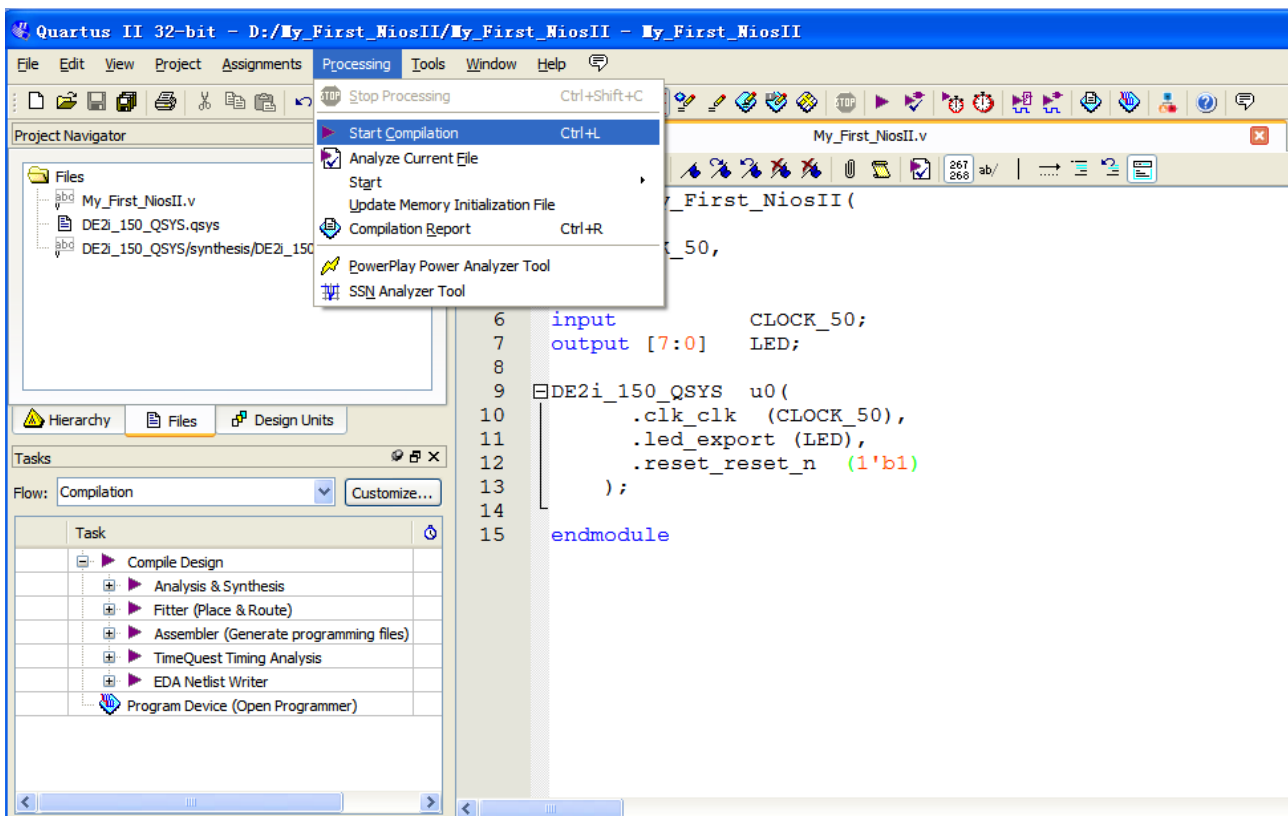 Quartus II 32-bit - D:/My_First_NiosII/My_First_NiosII - My_First_NiosII
File Edit View Project Assignments Processing Tools Window Help
Stop Processing Ctrl+Shift+C
Start Compilation Ctrl+L
Analyze Current File
Start
Update Memory Initialization File
Compilation Report Ctrl+R
PowerPlay Power Analyzer Tool
SSN Analyzer Tool
STOP
Project Navigator
Files
My_First_NiosII.v
DE2i_150_QSYS.qsys
DE2i_150_QSYS/synthesis/DE2i_150
Hierarchy Files Design Units
Tasks
Flow: Compilation Customize...
Task
Compile Design
Analysis & Synthesis
Fitter (Place & Route)
Assembler (Generate programming files)
TimeQuest Timing Analysis
EDA Netlist Writer
Program Device (Open Programmer)
My_First_NiosII.v
267 268 ab/
_First_NiosII(
_50,
6 input CLOCK_50;
7 output [7:0] LED;
8
9 DE2i_150_QSYS u0(
10 .clk_clk (CLOCK_50),
11 .led_export (LED),
12 .reset_reset_n (1'b1)
13 );
14
15 endmodule